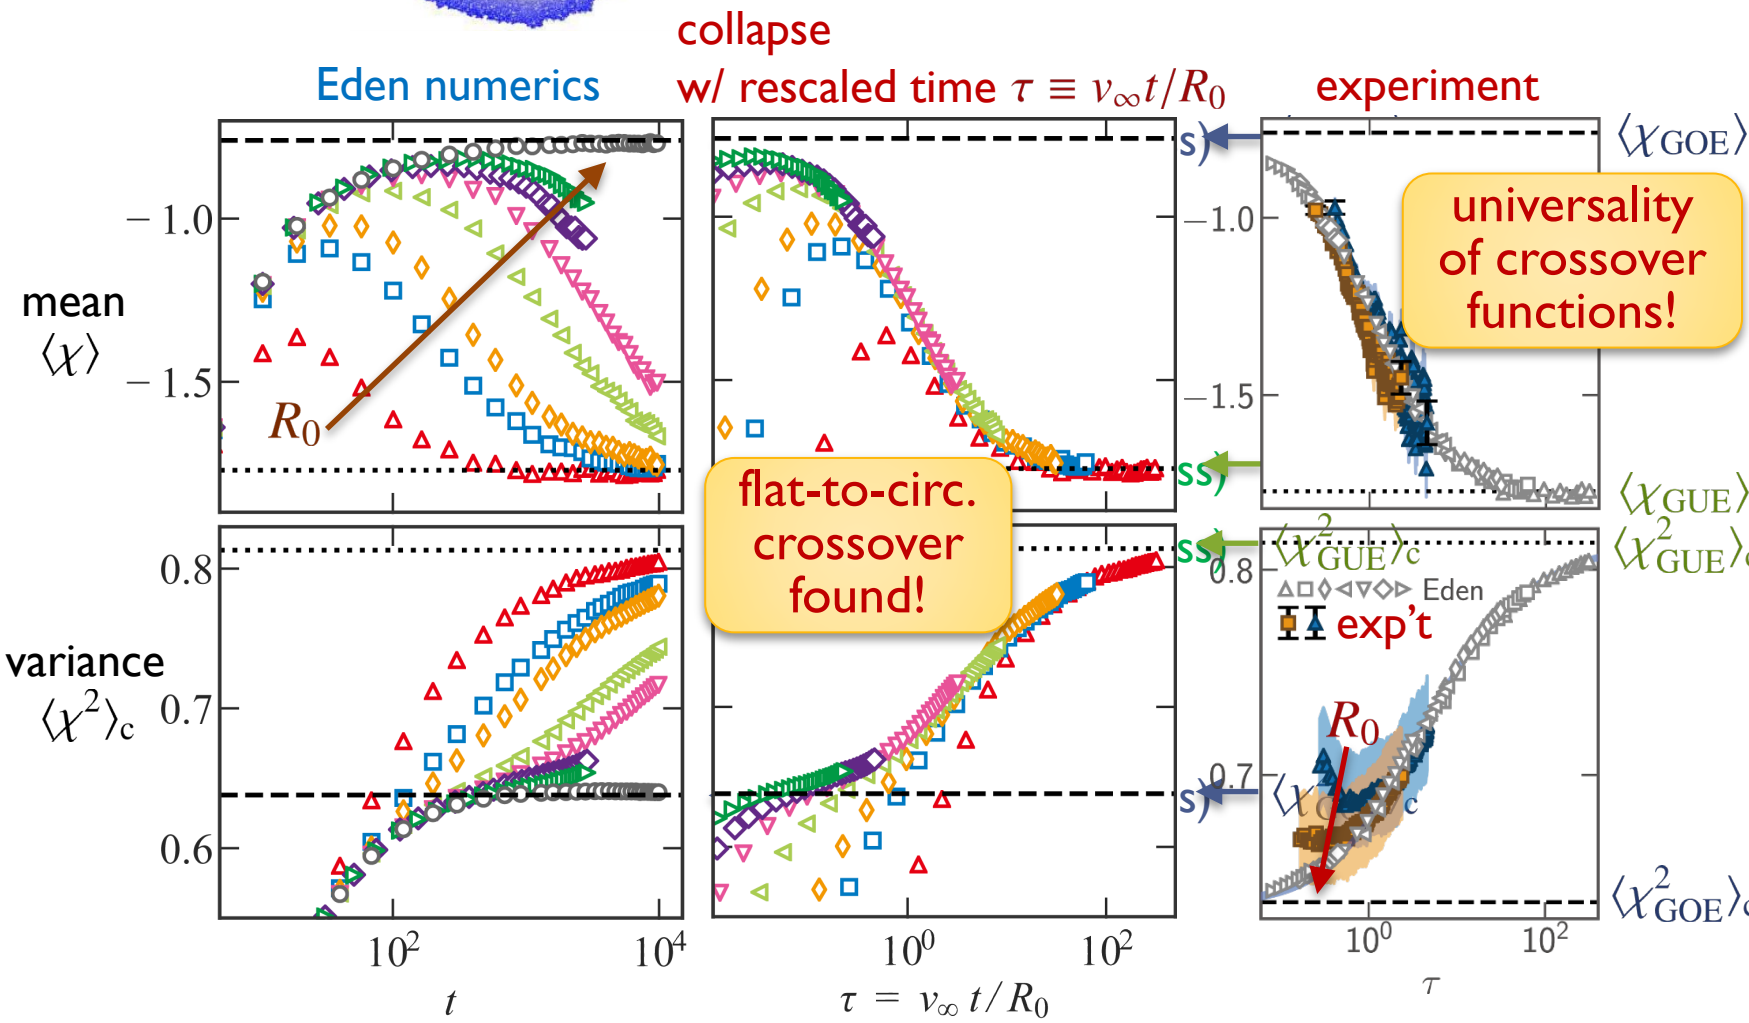 collapse
w/ rescaled time τ ≡ v∞t/R₀
Eden numerics
experiment
mean
⟨χ⟩
−1.0
−1.5
R₀
s)
ss)
−1.0
−1.5
⟨χGOE⟩
universality
of crossover
functions!
⟨χGUE⟩
flat-to-circ.
crossover
found!
variance
⟨χ²⟩c
0.8
0.7
0.6
ss)
s)
⟨χ²GUE⟩c
⟨χ²GUE⟩c
0.8
Eden
exp't
R₀
0.7
c
⟨χ²GOE⟩c
10² 10⁴
t
10⁰ 10²
τ = v∞ t/R₀
10⁰ 10²
τ